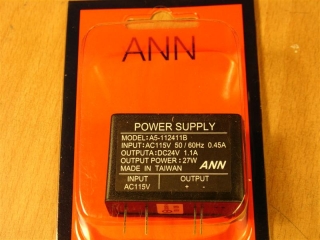 ANN
POWER SUPPLY
MODEL: A5-112411B
INPUT: AC115V 50/60Hz 0.45A
OUTPUTA: DC24V 1.1A
OUTPUT POWER: 27W
MADE IN TAIWAN ANN
INPUT OUTPUT
AC115V + -